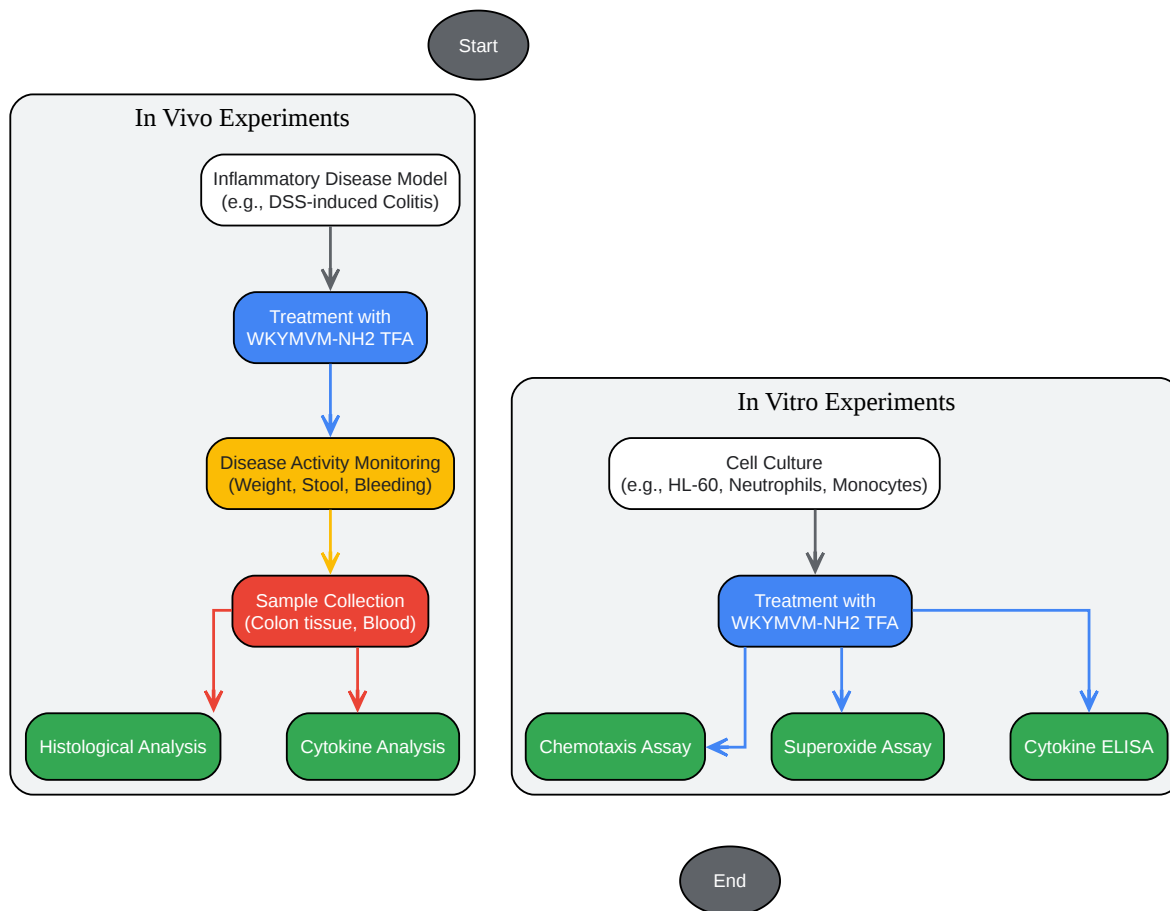 Start
In Vivo Experiments
Inflammatory Disease Model
(e.g., DSS-induced Colitis)
Treatment with
WKYMVM-NH2 TFA
Disease Activity Monitoring
(Weight, Stool, Bleeding)
Sample Collection
(Colon tissue, Blood)
Histological Analysis
Cytokine Analysis
In Vitro Experiments
Cell Culture
(e.g., HL-60, Neutrophils, Monocytes)
Treatment with
WKYMVM-NH2 TFA
Chemotaxis Assay
Superoxide Assay
Cytokine ELISA
End